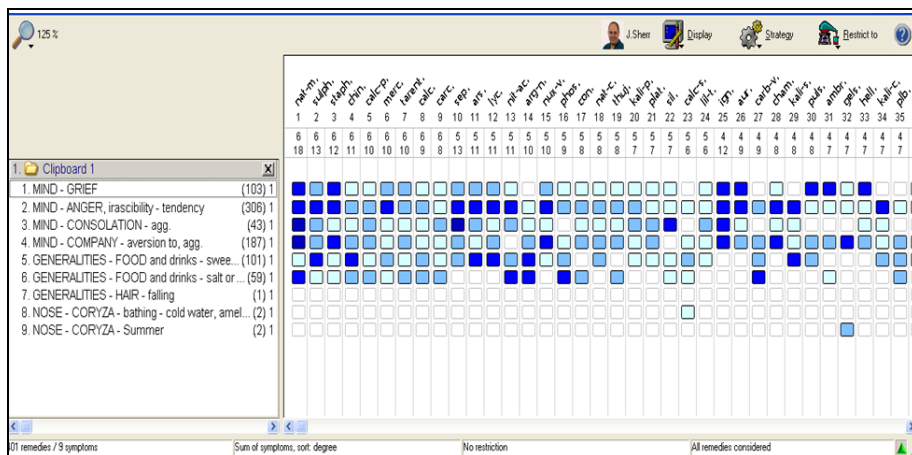 125 %
J.Sherr
Display
Strategy
Restrict to
nat-m. sulph. staph. chin. calc-p. merc. tarent. calc. carc. sep. ars. lyc. nit-ac. arg-n. nux-v. phos. con. nat-c. thuj. kali-p. plat. sil. calc-s. lil-t. ign. aur. carb-v. cham. kali-s. puls. ambr. gels. hell. kali-c. plb.
1 2 3 4 5 6 7 8 9 10 11 12 13 14 15 16 17 18 19 20 21 22 23 24 25 26 27 28 29 30 31 32 33 34 35
6 6 6 6 6 6 6 6 6 5 5 5 5 5 5 5 5 5 5 5 5 5 5 5 4 4 4 4 4 4 4 4 4 4 4
18 13 12 11 10 10 10 9 8 13 11 11 11 10 10 9 8 8 8 7 7 7 6 6 12 9 8 8 8 8 7 7 7 7 7
1. Clipboard 1 X
1. MIND - GRIEF (103) 1
2. MIND - ANGER, irascibility - tendency (306) 1
3. MIND - CONSOLATION - agg. (43) 1
4. MIND - COMPANY - aversion to, agg. (187) 1
5. GENERALITIES - FOOD and drinks - swee... (101) 1
6. GENERALITIES - FOOD and drinks - salt or ... (59) 1
7. GENERALITIES - HAIR - falling (1) 1
8. NOSE - CORYZA - bathing - cold water, amel... (2) 1
9. NOSE - CORYZA - Summer (2) 1
01 remedies / 9 symptoms
Sum of symptoms, sort: degree
No restriction
All remedies considered